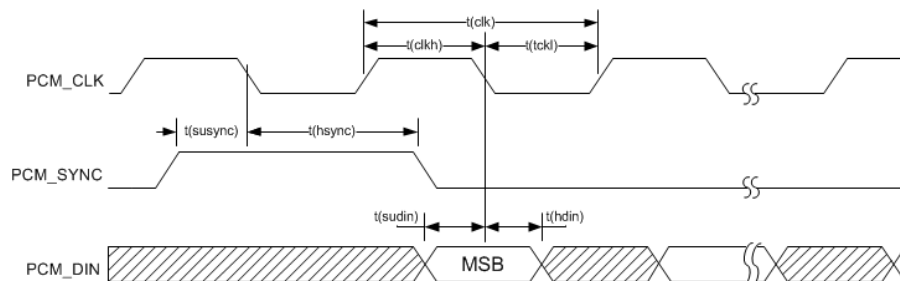 t(clk)
t(clkh) t(tckl)
PCM_CLK
t(susync) t(hsync)
PCM_SYNC
t(sudin) t(hdin)
PCM_DIN MSB